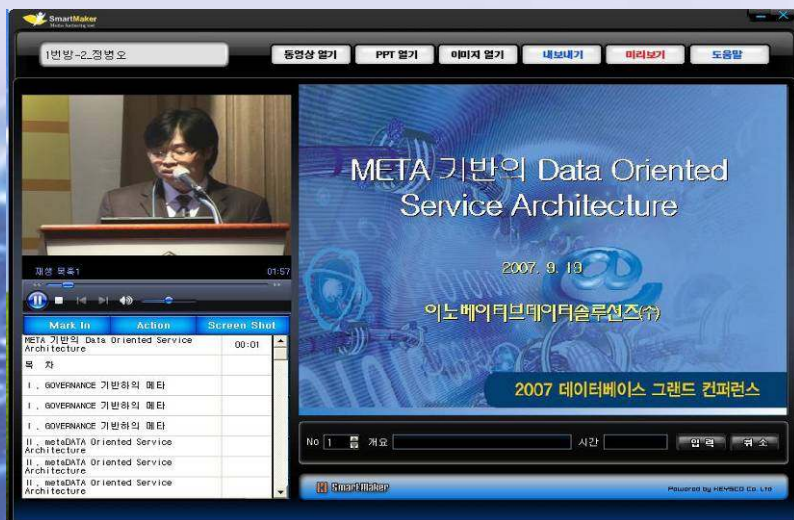 SmartMaker
1번방-2_정병오
동영상 열기
PPT 열기
이미지 열기
내보내기
미리보기
도움말
META 기반의 Data Oriented
Service Architecture
2007. 9. 19
이노베이티브데이터솔루션즈㈜
2007 데이터베이스 그랜드 컨퍼런스
재생 목록1
01:57
Mark In
Action
Screen Shot
META 기반의 Data Oriented Service
Architecture
00:01
목 차
Ⅰ. GOVERNANCE 기반하의 메타
Ⅰ. GOVERNANCE 기반하의 메타
Ⅰ. GOVERNANCE 기반하의 메타
Ⅱ. metaDATA Oriented Service
Architecture
Ⅱ. metaDATA Oriented Service
Architecture
Ⅱ. metaDATA Oriented Service
Architecture
No 1 개요 시간 입력 취소
SmartMaker
Powered by
Co. Ltd